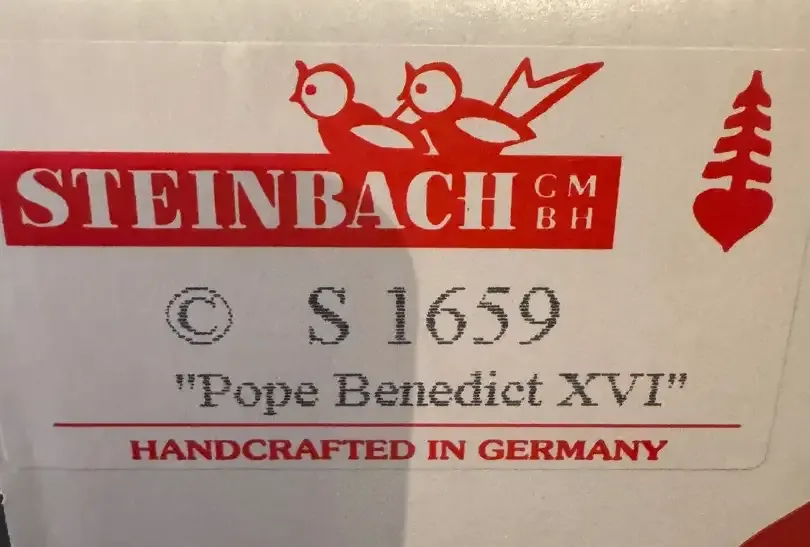 STEINBACH GMBH
© S 1659
"Pope Benedict XVI"
HANDCRAFTED IN GERMANY